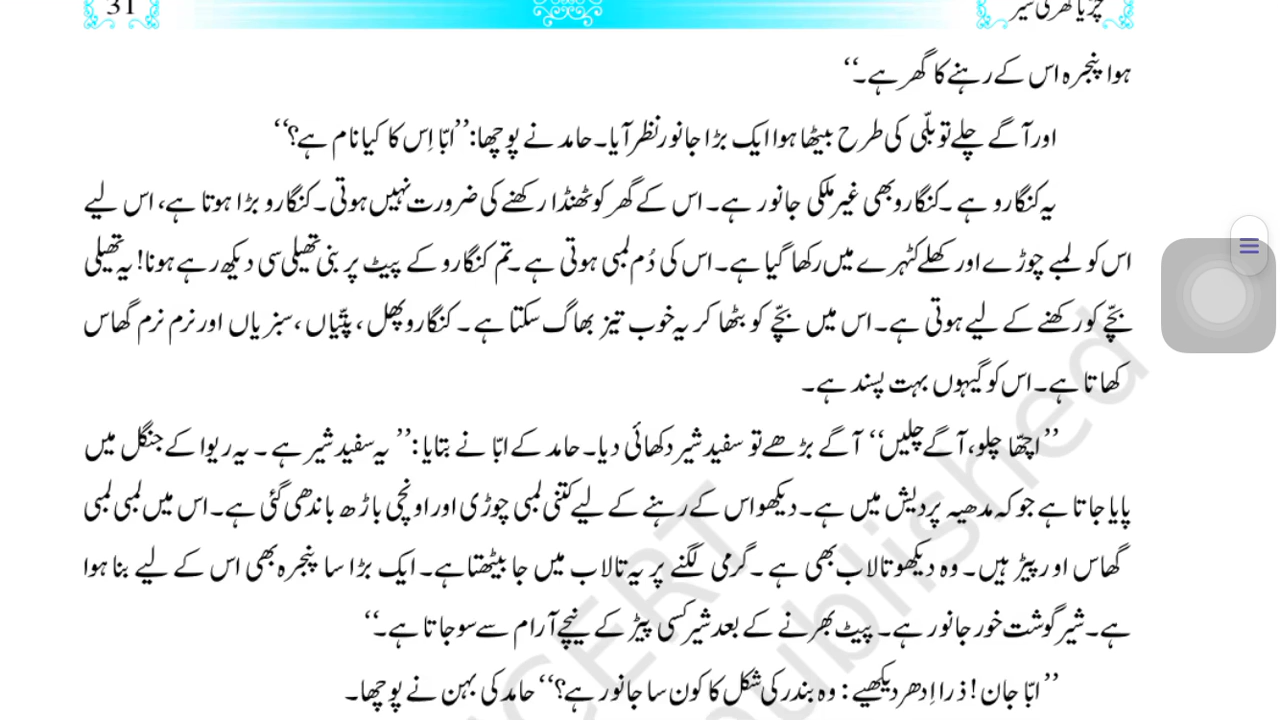 31
چڑیا گھر کی سیر
ہوا پنجرہ اس کے رہنے کا گھر ہے۔‘‘
اور آگے چلے تو بلّی کی طرح بیٹھا ہوا ایک بڑا جانور نظر آیا۔ حامد نے پوچھا: ’’ابّا اِس کا کیا نام ہے؟‘‘
یہ کنگارو ہے۔ کنگارو بھی غیر ملکی جانور ہے۔ اس کے گھر کو ٹھنڈا رکھنے کی ضرورت نہیں ہوتی۔ کنگارو بڑا ہوتا ہے، اس لیے
اس کو لمبے چوڑے اور کھلے کٹہرے میں رکھا گیا ہے۔ اس کی دُم لمبی ہوتی ہے۔ تم کنگارو کے پیٹ پر بنی تھیلی سی دیکھ رہے ہونا! یہ تھیلی
بچّے کو رکھنے کے لیے ہوتی ہے۔ اس میں بچّے کو بٹھا کر یہ خوب تیز بھاگ سکتا ہے۔ کنگارو پھل، پتّیاں، سبزیاں اور نرم نرم گھاس
کھاتا ہے۔ اس کو گیہوں بہت پسند ہے۔
’’اچھّا چلو، آگے چلیں‘‘ آگے بڑھے تو سفید شیر دکھائی دیا۔ حامد کے ابّا نے بتایا: ’’یہ سفید شیر ہے۔ یہ ریوا کے جنگل میں
پایا جاتا ہے جو کہ مدھیہ پردیش میں ہے۔ دیکھو اس کے رہنے کے لیے کتنی لمبی چوڑی اور اونچی باڑھ باندھی گئی ہے۔ اس میں لمبی لمبی
گھاس اور پیڑ ہیں۔ وہ دیکھو تالاب بھی ہے۔ گرمی لگنے پر یہ تالاب میں جا بیٹھتا ہے۔ ایک بڑا سا پنجرہ بھی اس کے لیے بنا ہوا
ہے۔ شیر گوشت خور جانور ہے۔ پیٹ بھرنے کے بعد شیر کسی پیڑ کے نیچے آرام سے سو جاتا ہے۔‘‘
’’ابّا جان! ذرا اِدھر دیکھیے: وہ بندر کی شکل کا کون سا جانور ہے؟‘‘ حامد کی بہن نے پوچھا۔
NCERT
published